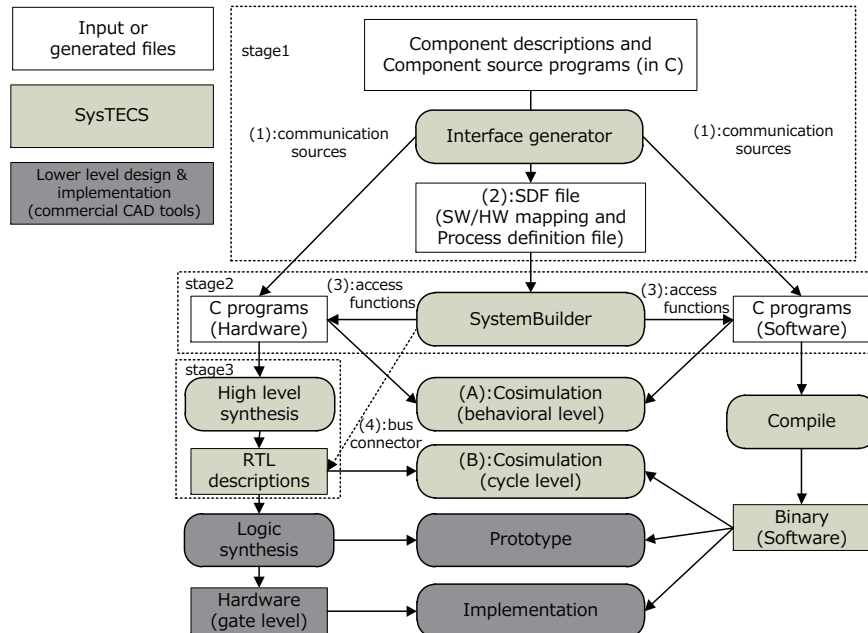 Input or
generated files
SysTECS
Lower level design &
implementation
(commercial CAD tools)
stage1
Component descriptions and
Component source programs (in C)
(1):communication
sources
Interface generator
(1):communication
sources
(2):SDF file
(SW/HW mapping and
Process definition file)
stage2
(3):access
functions
(3):access
functions
C programs
(Hardware)
SystemBuilder
C programs
(Software)
stage3
High level
synthesis
(A):Cosimulation
(behavioral level)
Compile
(4):bus
connector
RTL
descriptions
(B):Cosimulation
(cycle level)
Logic
synthesis
Prototype
Binary
(Software)
Hardware
(gate level)
Implementation